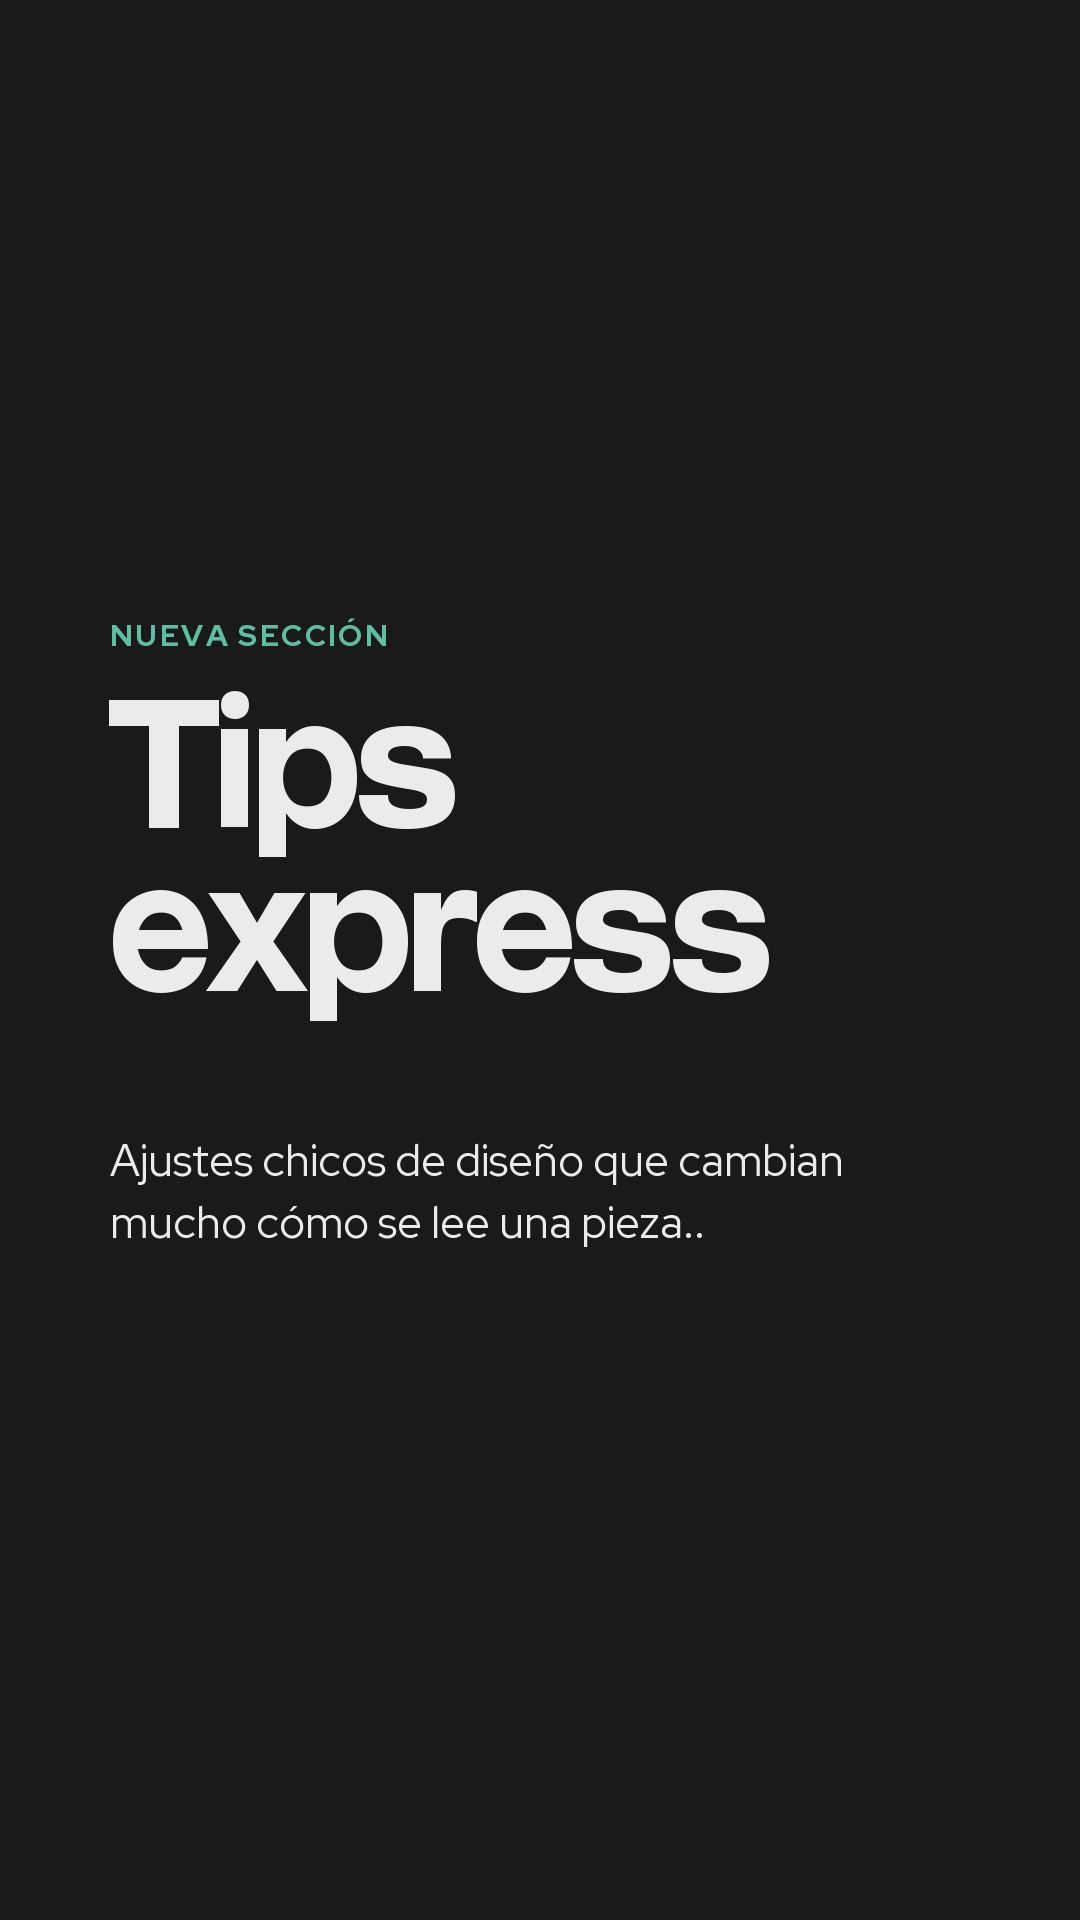 NUEVA SECCIÓN
Tips
express
Ajustes chicos de diseño que cambian
mucho cómo se lee una pieza..